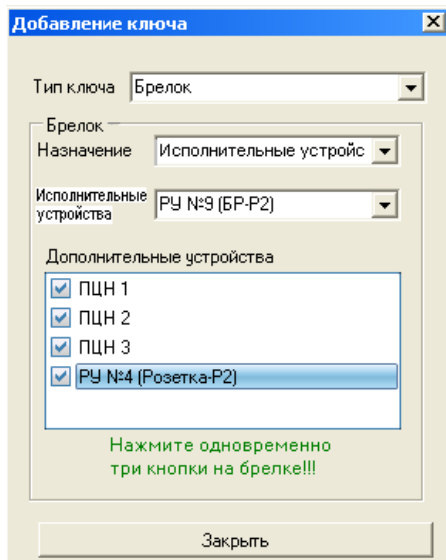 Добавление ключа
Тип ключа Брелок
Брелок
Назначение Исполнительные устройс
Исполнительные
устройства РУ №9 (БР-Р2)
Дополнительные устройства
ПЦН 1
ПЦН 2
ПЦН 3
РУ №4 (Розетка-Р2)
Нажмите одновременно
три кнопки на брелке!!!
Закрыть